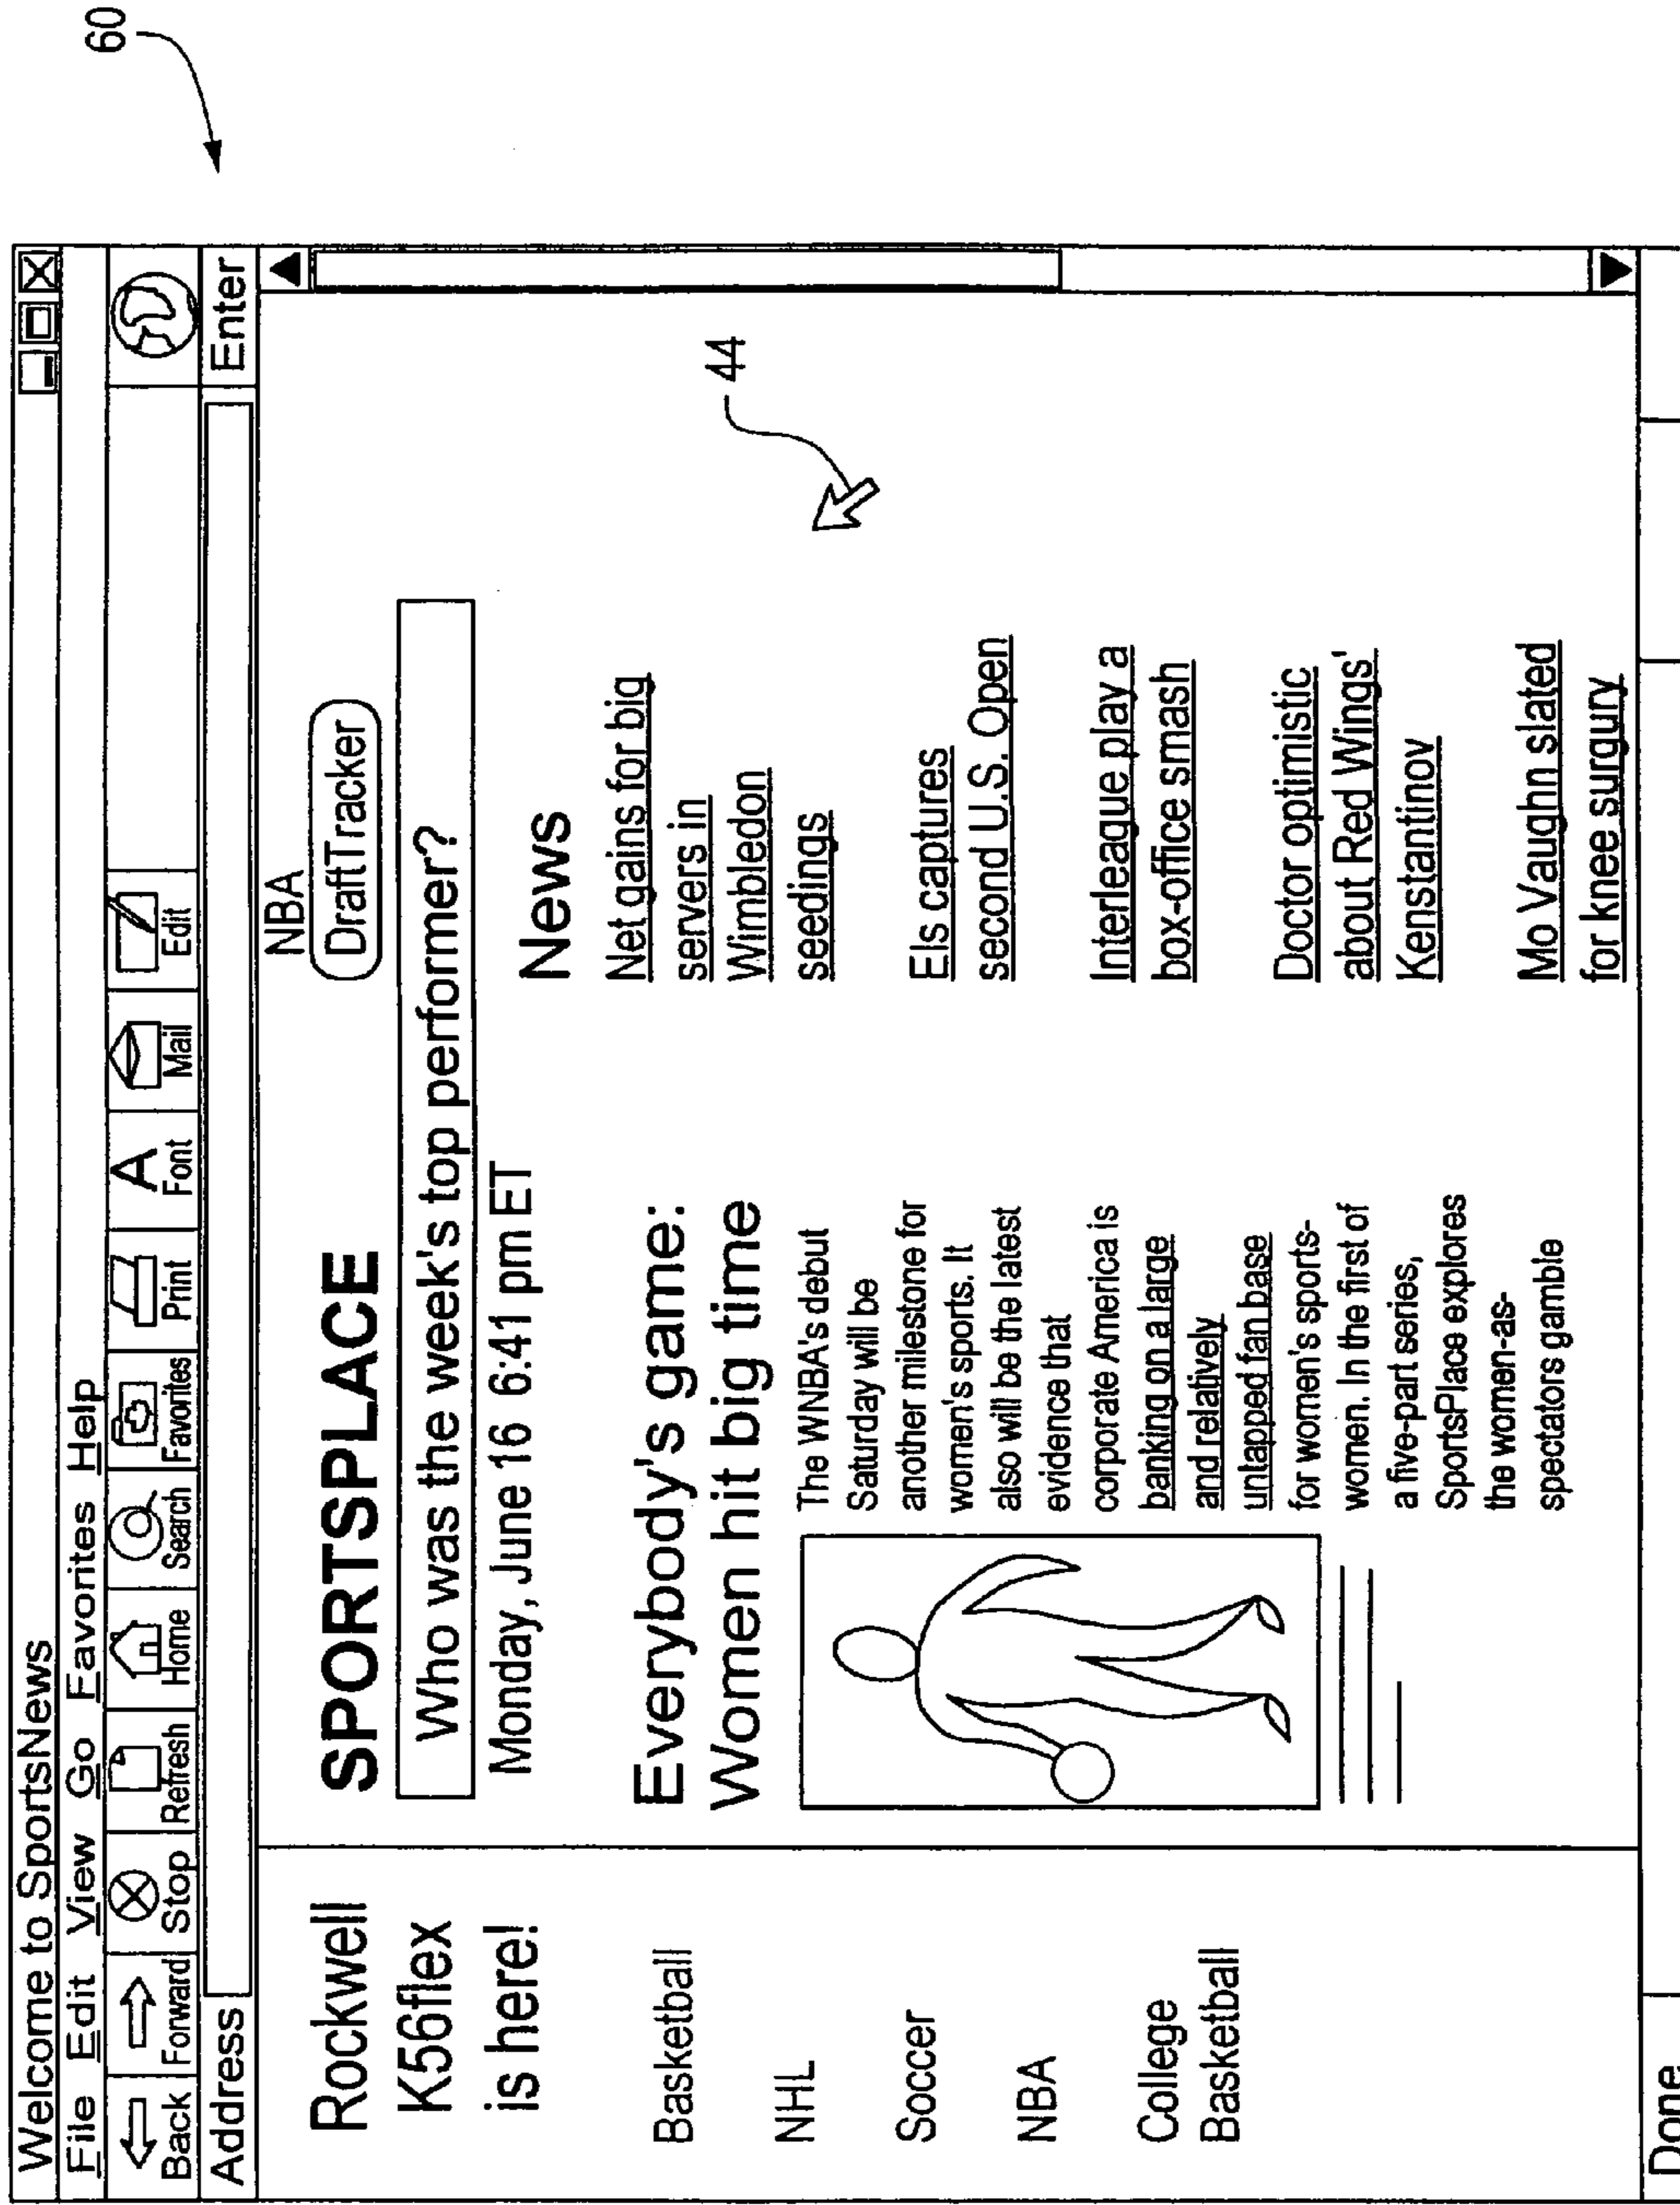 60
Welcome to SportsNews
File Edit View Go Favorites Help
Back Forward Stop Refresh Home Search Favorites Print Font Mail Edit
A
Address Enter
Rockwell
K56flex
is here!
Basketball
NHL
Soccer
NBA
College
Basketball
SPORTSPLACE
NBA
DraftTracker
Who was the week's top performer?
Monday, June 16 6:41 pm ET
Everybody's game:
Women hit big time
The WNBA's debut
Saturday will be
another milestone for
women's sports. It
also will be the latest
evidence that
corporate America is
banking on a large
and relatively
untapped fan base
for women's sports-
women. In the first of
a five-part series,
SportsPlace explores
the women-as-
spectators gamble
News
Net gains for big
servers in
Wimbledon
seedings
Els captures
second U.S. Open
Interleague play a
box-office smash
Doctor optimistic
about Red Wings'
Kenstantinov
Mo Vaughn slated
for knee surgury
44
Done